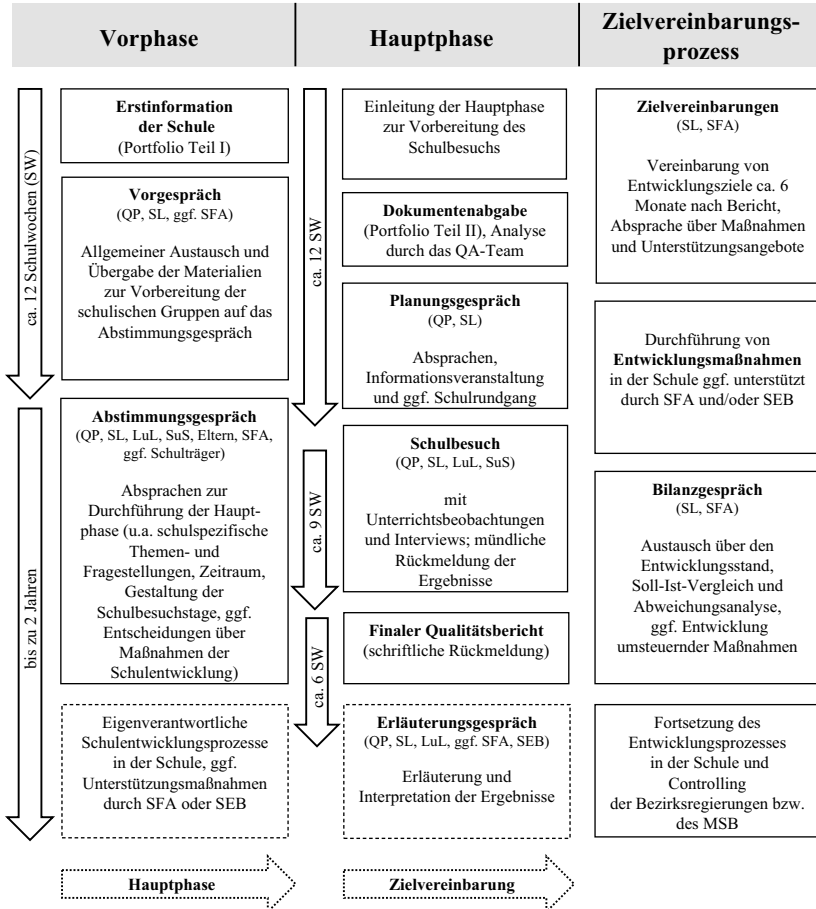 Vorphase
Hauptphase
Zielvereinbarungs-
prozess
ca. 12 Schulwochen (SW)
bis zu 2 Jahren
Erstinformation
der Schule
(Portfolio Teil I)
Vorgespräch
(QP, SL, ggf. SFA)
Allgemeiner Austausch und
Übergabe der Materialien
zur Vorbereitung der
schulischen Gruppen auf das
Abstimmungsgespräch
Abstimmungsgespräch
(QP, SL, LuL, SuS, Eltern, SFA,
ggf. Schulträger)
Absprachen zur
Durchführung der Haupt-
phase (u.a. schulspezifische
Themen- und
Fragestellungen, Zeitraum,
Gestaltung der
Schulbesuchstage, ggf.
Entscheidungen über
Maßnahmen der
Schulentwicklung)
Eigenverantwortliche
Schulentwicklungsprozesse
in der Schule, ggf.
Unterstützungsmaßnahmen
durch SFA oder SEB
Hauptphase
ca. 12 SW
ca. 9 SW
ca. 6 SW
Einleitung der Hauptphase
zur Vorbereitung des
Schulbesuchs
Dokumentenabgabe
(Portfolio Teil II), Analyse
durch das QA-Team
Planungsgespräch
(QP, SL)
Absprachen,
Informationsveranstaltung
und ggf. Schulrundgang
Schulbesuch
(QP, SL, LuL, SuS)
mit
Unterrichtsbeobachtungen
und Interviews; mündliche
Rückmeldung der
Ergebnisse
Finaler Qualitätsbericht
(schriftliche Rückmeldung)
Erläuterungsgespräch
(QP, SL, LuL, ggf. SFA, SEB)
Erläuterung und
Interpretation der Ergebnisse
Zielvereinbarung
Zielvereinbarungen
(SL, SFA)
Vereinbarung von
Entwicklungsziele ca. 6
Monate nach Bericht,
Absprache über Maßnahmen
und Unterstützungsangebote
Durchführung von
Entwicklungsmaßnahmen
in der Schule ggf. unterstützt
durch SFA und/oder SEB
Bilanzgespräch
(SL, SFA)
Austausch über den
Entwicklungsstand,
Soll-Ist-Vergleich und
Abweichungsanalyse,
ggf. Entwicklung
umsteuernder Maßnahmen
Fortsetzung des
Entwicklungsprozesses
in der Schule und
Controlling
der Bezirksregierungen bzw.
des MSB